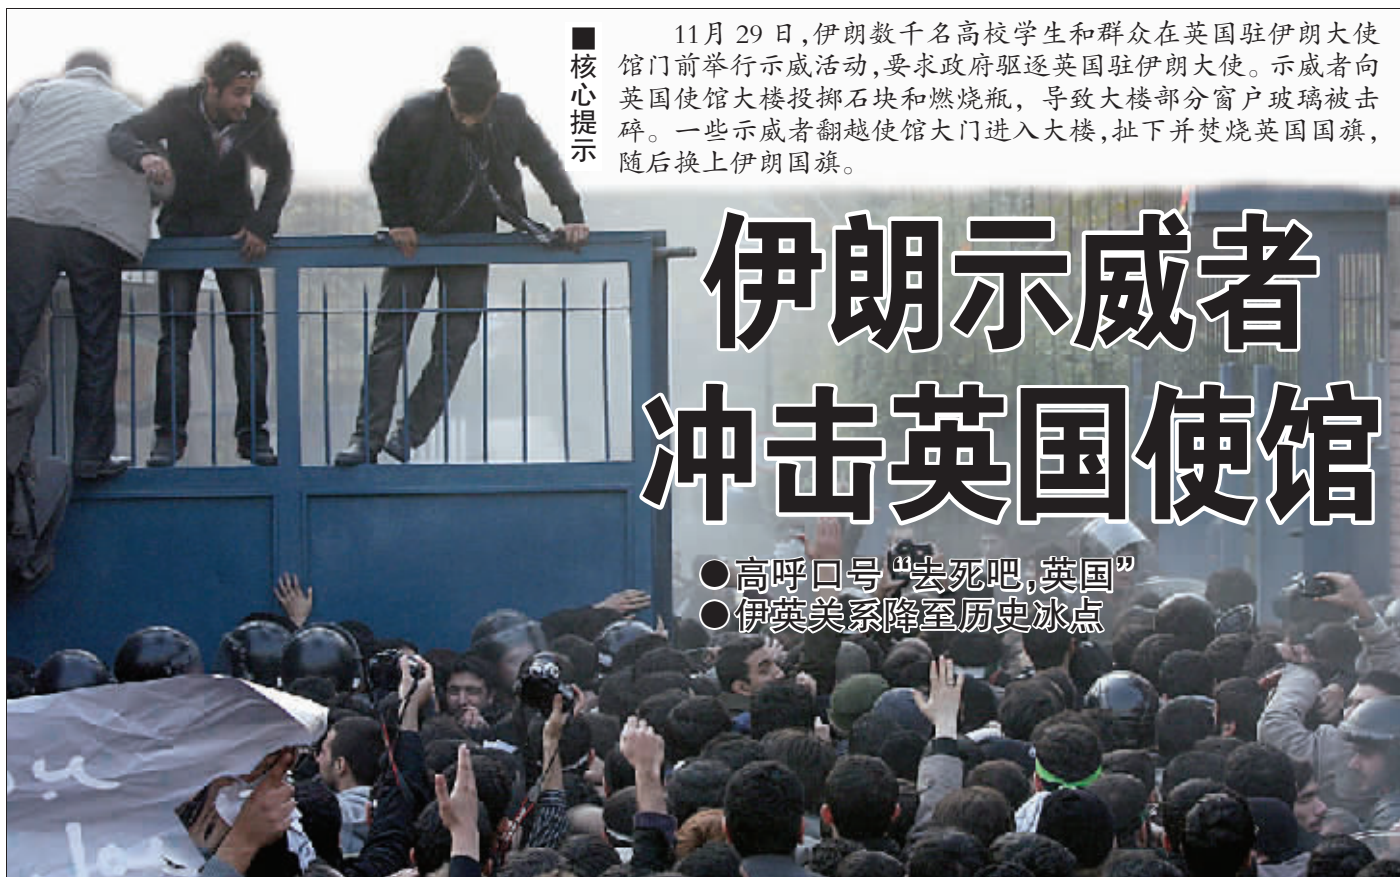 ■核心提示
11月 29 日,伊朗数千名高校学生和群众在英国驻伊朗大使
馆门前举行示威活动,要求政府驱逐英国驻伊朗大使。示威者向
英国使馆大楼投掷石块和燃烧瓶，导致大楼部分窗户玻璃被击
碎。一些示威者翻越使馆大门进入大楼,扯下并焚烧英国国旗,
随后换上伊朗国旗。
伊朗示威者
冲击英国使馆
●高呼口号“去死吧,英国”
●伊英关系降至历史冰点